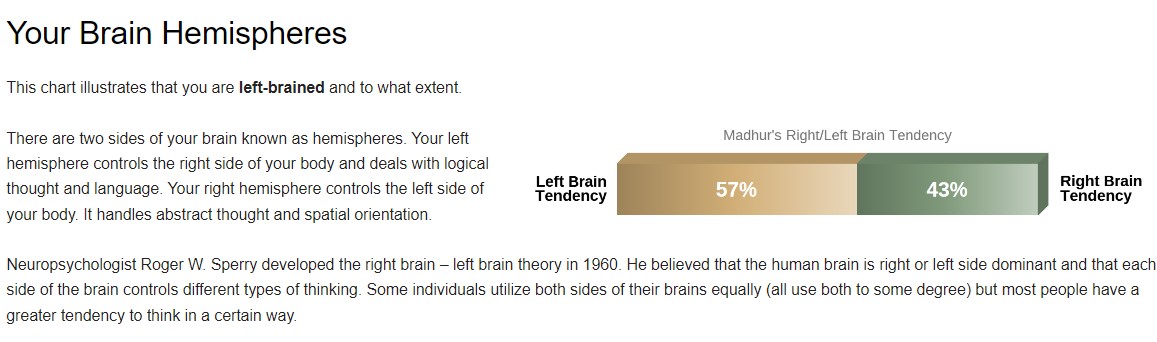 Your Brain Hemispheres
This chart illustrates that you are left-brained and to what extent.
There are two sides of your brain known as hemispheres. Your left
hemisphere controls the right side of your body and deals with logical
thought and language. Your right hemisphere controls the left side of
your body. It handles abstract thought and spatial orientation.
Madhur's Right/Left Brain Tendency
Left Brain
Tendency
57%
43%
Right Brain
Tendency
Neuropsychologist Roger W. Sperry developed the right brain – left brain theory in 1960. He believed that the human brain is right or left side dominant and that each
side of the brain controls different types of thinking. Some individuals utilize both sides of their brains equally (all use both to some degree) but most people have a
greater tendency to think in a certain way.